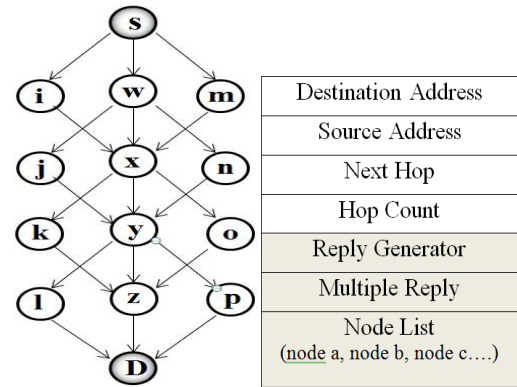 s
i w m
j x n
k y o
l z p
D
Destination Address
Source Address
Next Hop
Hop Count
Reply Generator
Multiple Reply
Node List
(node a, node b, node c....)